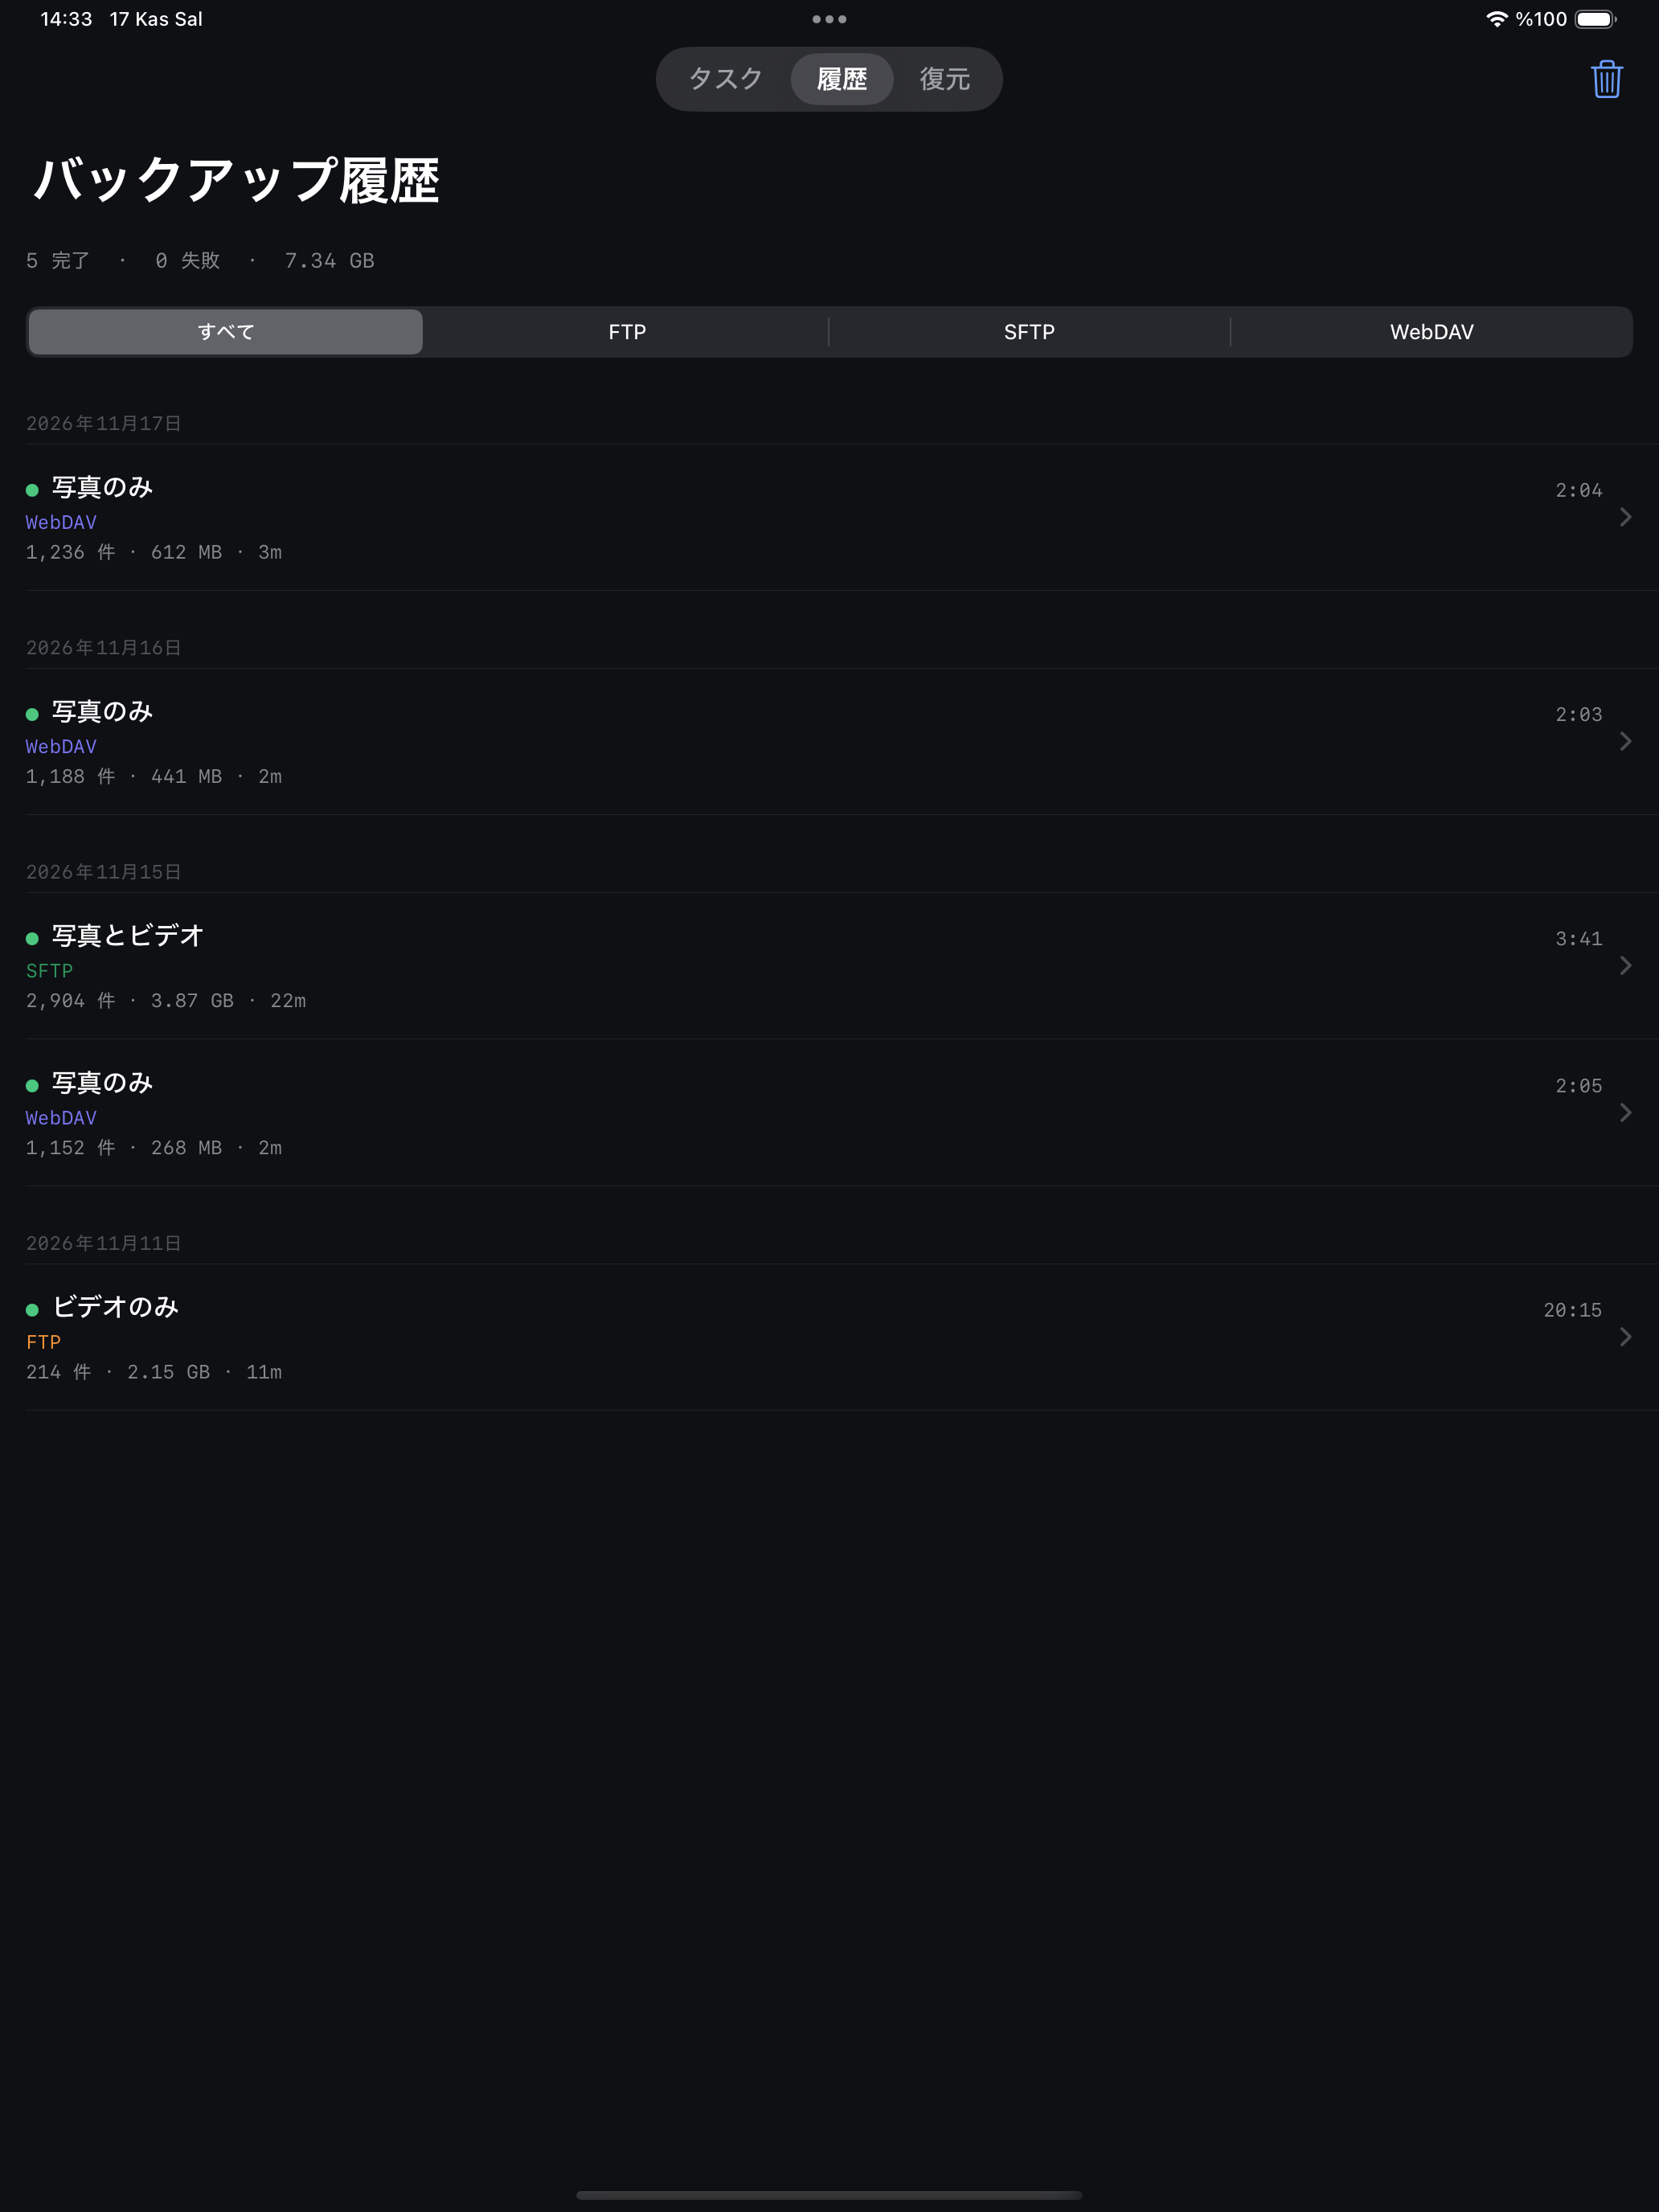 14:33 17 Kas Sal
%100
タスク 履歴 復元
バックアップ履歴
5 完了 · 0 失敗 · 7.34 GB
すべて FTP SFTP WebDAV
2026年11月17日
写真のみ 2:04
WebDAV
1,236 件 · 612 MB · 3m
2026年11月16日
写真のみ 2:03
WebDAV
1,188 件 · 441 MB · 2m
2026年11月15日
写真とビデオ 3:41
SFTP
2,904 件 · 3.87 GB · 22m
写真のみ 2:05
WebDAV
1,152 件 · 268 MB · 2m
2026年11月11日
ビデオのみ 20:15
FTP
214 件 · 2.15 GB · 11m